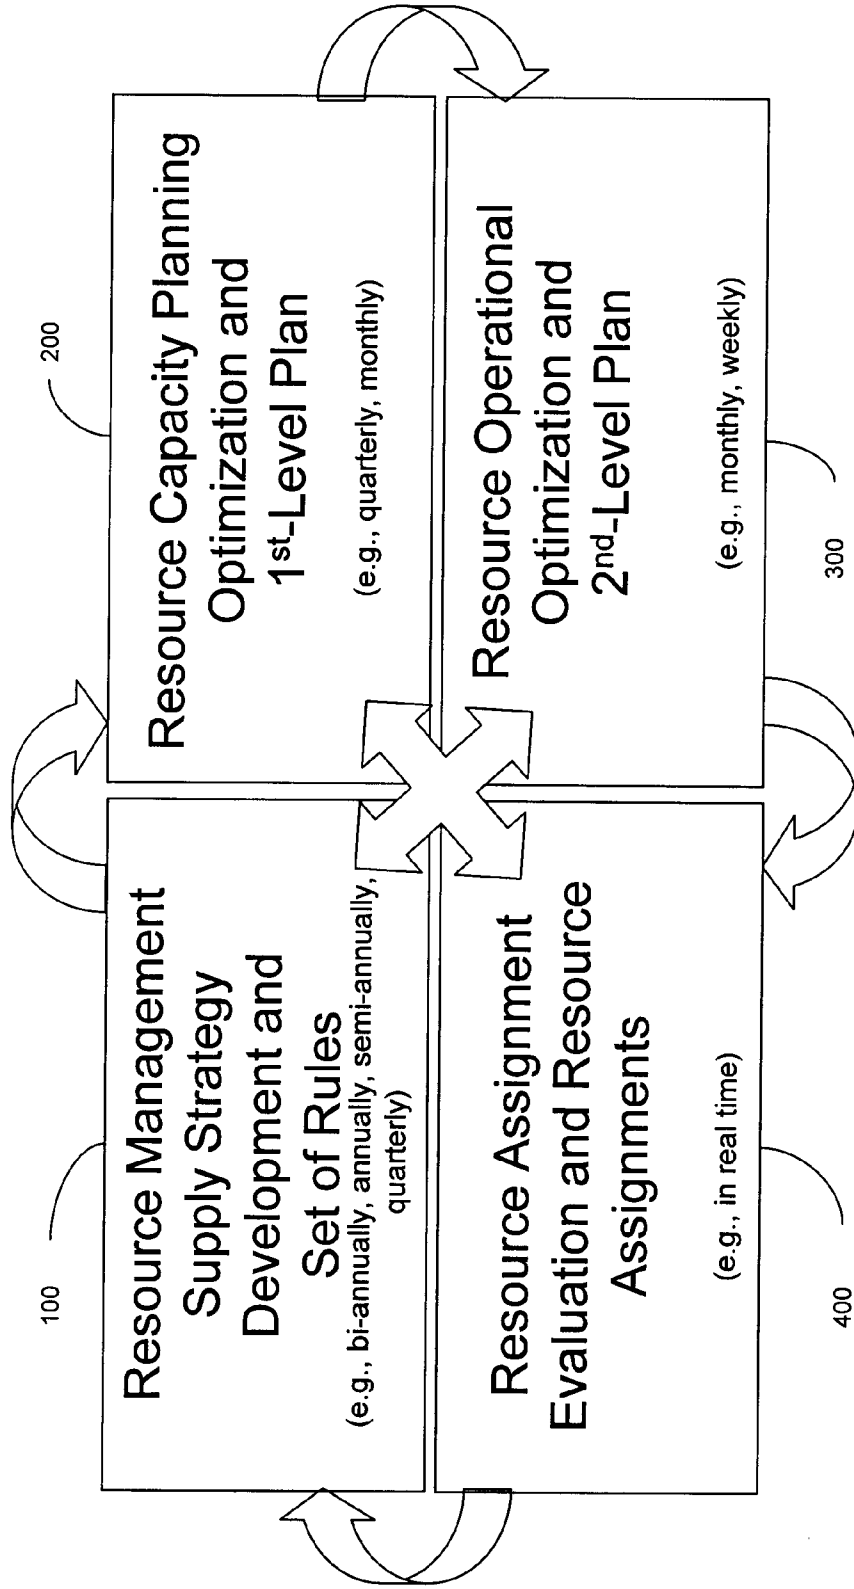 100
Resource Management
Supply Strategy
Development and
Set of Rules
(e.g., bi-annually, annually, semi-annually,
quarterly)
200
Resource Capacity Planning
Optimization and
1st-Level Plan
(e.g., quarterly, monthly)
Resource Assignment
Evaluation and Resource
Assignments
(e.g., in real time)
400
Resource Operational
Optimization and
2nd-Level Plan
(e.g., monthly, weekly)
300